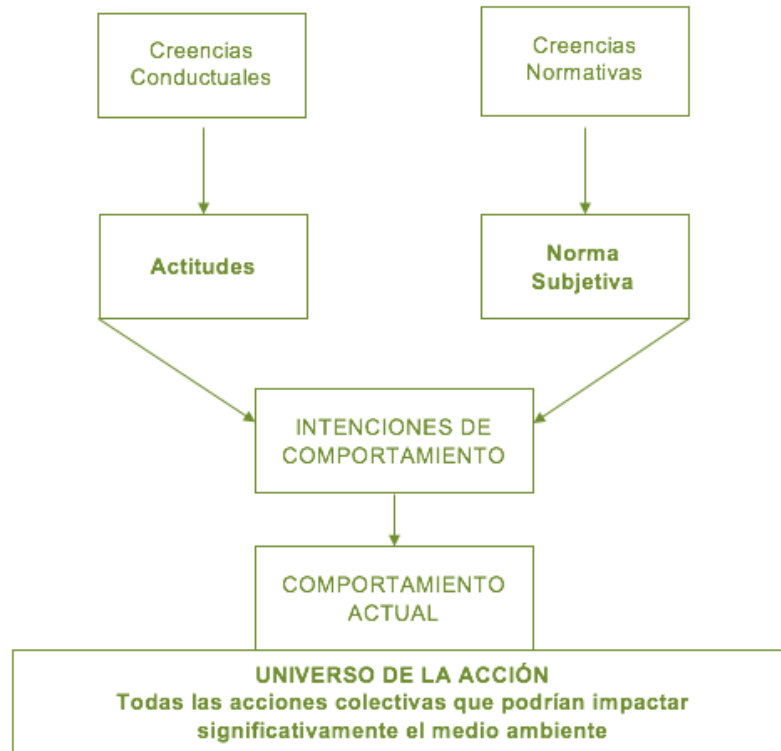 Creencias
Conductuales
Creencias
Normativas
Actitudes
Norma
Subjetiva
INTENCIONES DE
COMPORTAMIENTO
COMPORTAMIENTO
ACTUAL
UNIVERSO DE LA ACCIÓN
Todas las acciones colectivas que podrían impactar
significativamente el medio ambiente